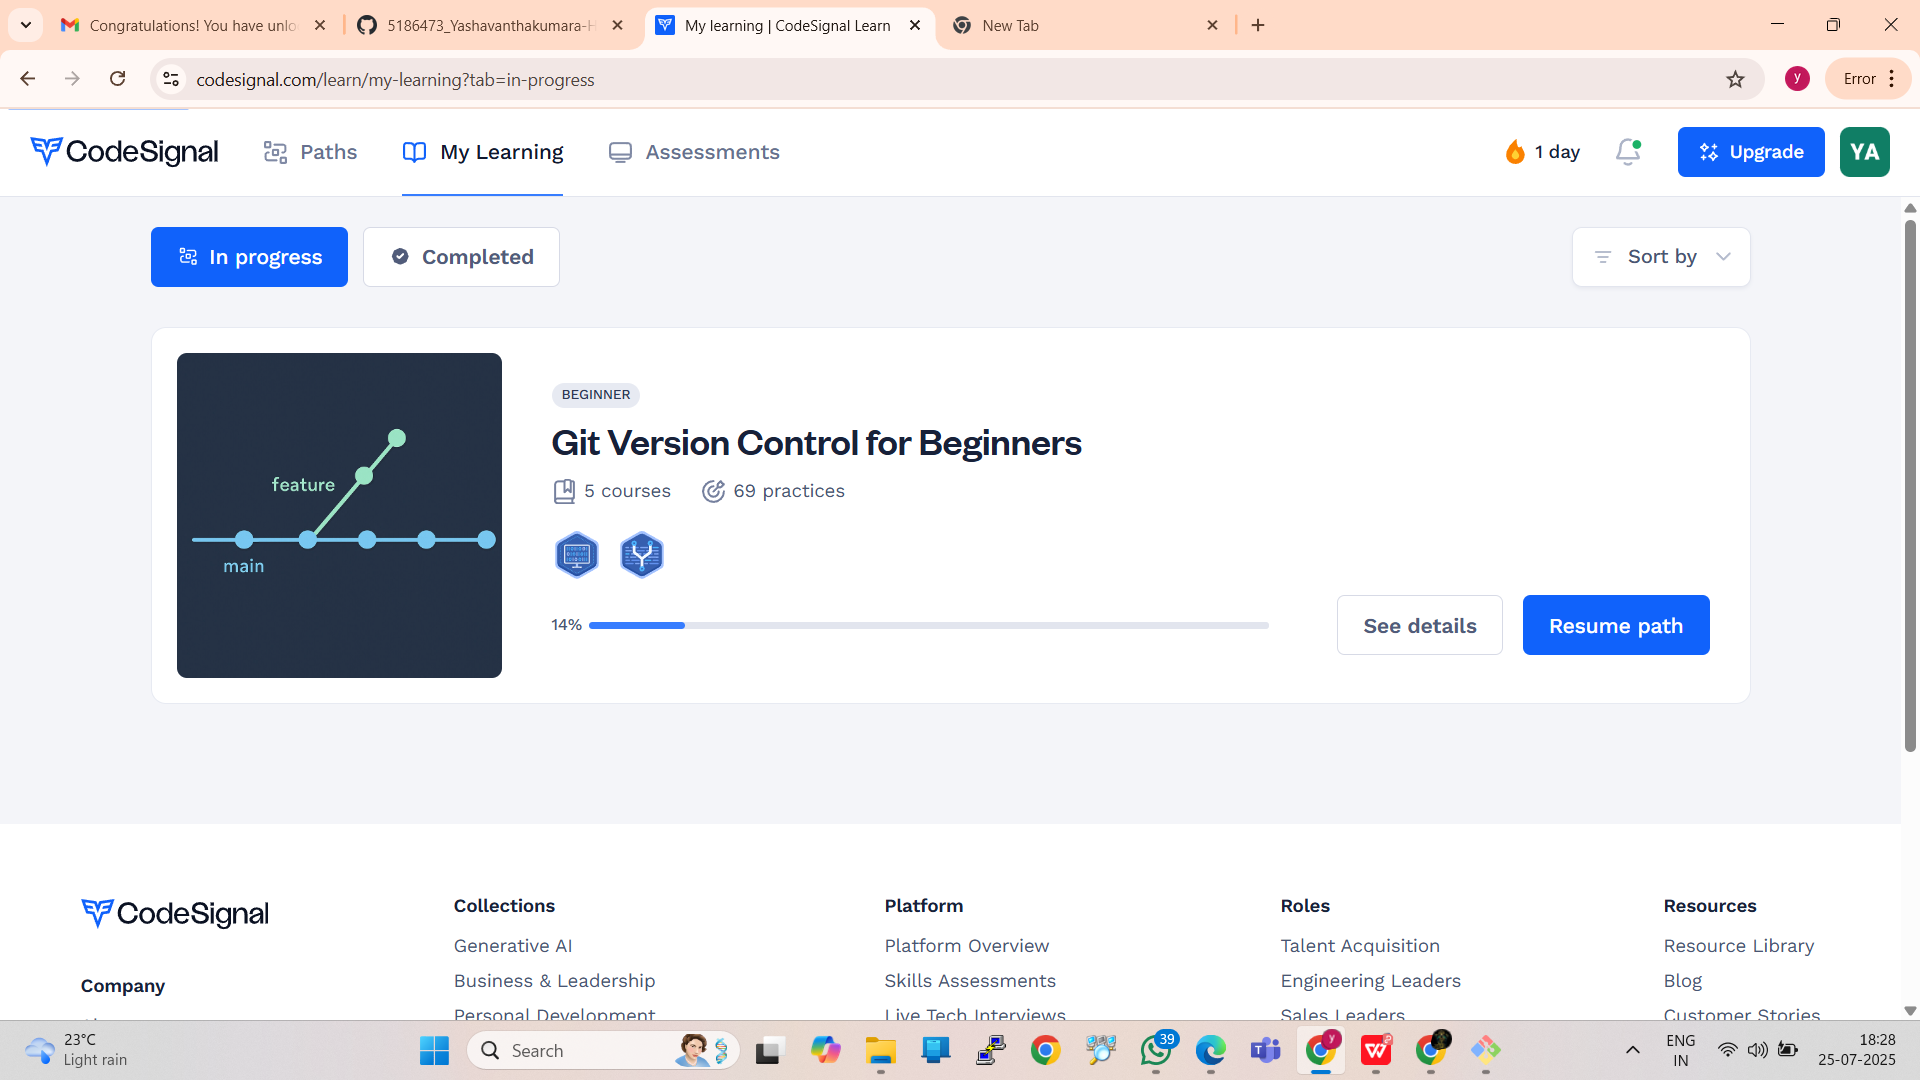 Congratulations! You have unlo
5186473_Yashavanthakumara-H
My learning | CodeSignal Learn
New Tab
codesignal.com/learn/my-learning?tab=in-progress
y
Error
CodeSignal
Paths
My Learning
Assessments
1 day
Upgrade
YA
In progress
Completed
Sort by
feature
main
BEGINNER
Git Version Control for Beginners
5 courses
69 practices
14%
See details
Resume path
CodeSignal
Collections
Platform
Roles
Resources
Generative AI
Platform Overview
Talent Acquisition
Resource Library
Company
Business & Leadership
Skills Assessments
Engineering Leaders
Blog
Personal Development
Live Tech Interviews
Sales Leaders
Customer Stories
23°C
Light rain
Search
39
y
ENG
IN
18:28
25-07-2025